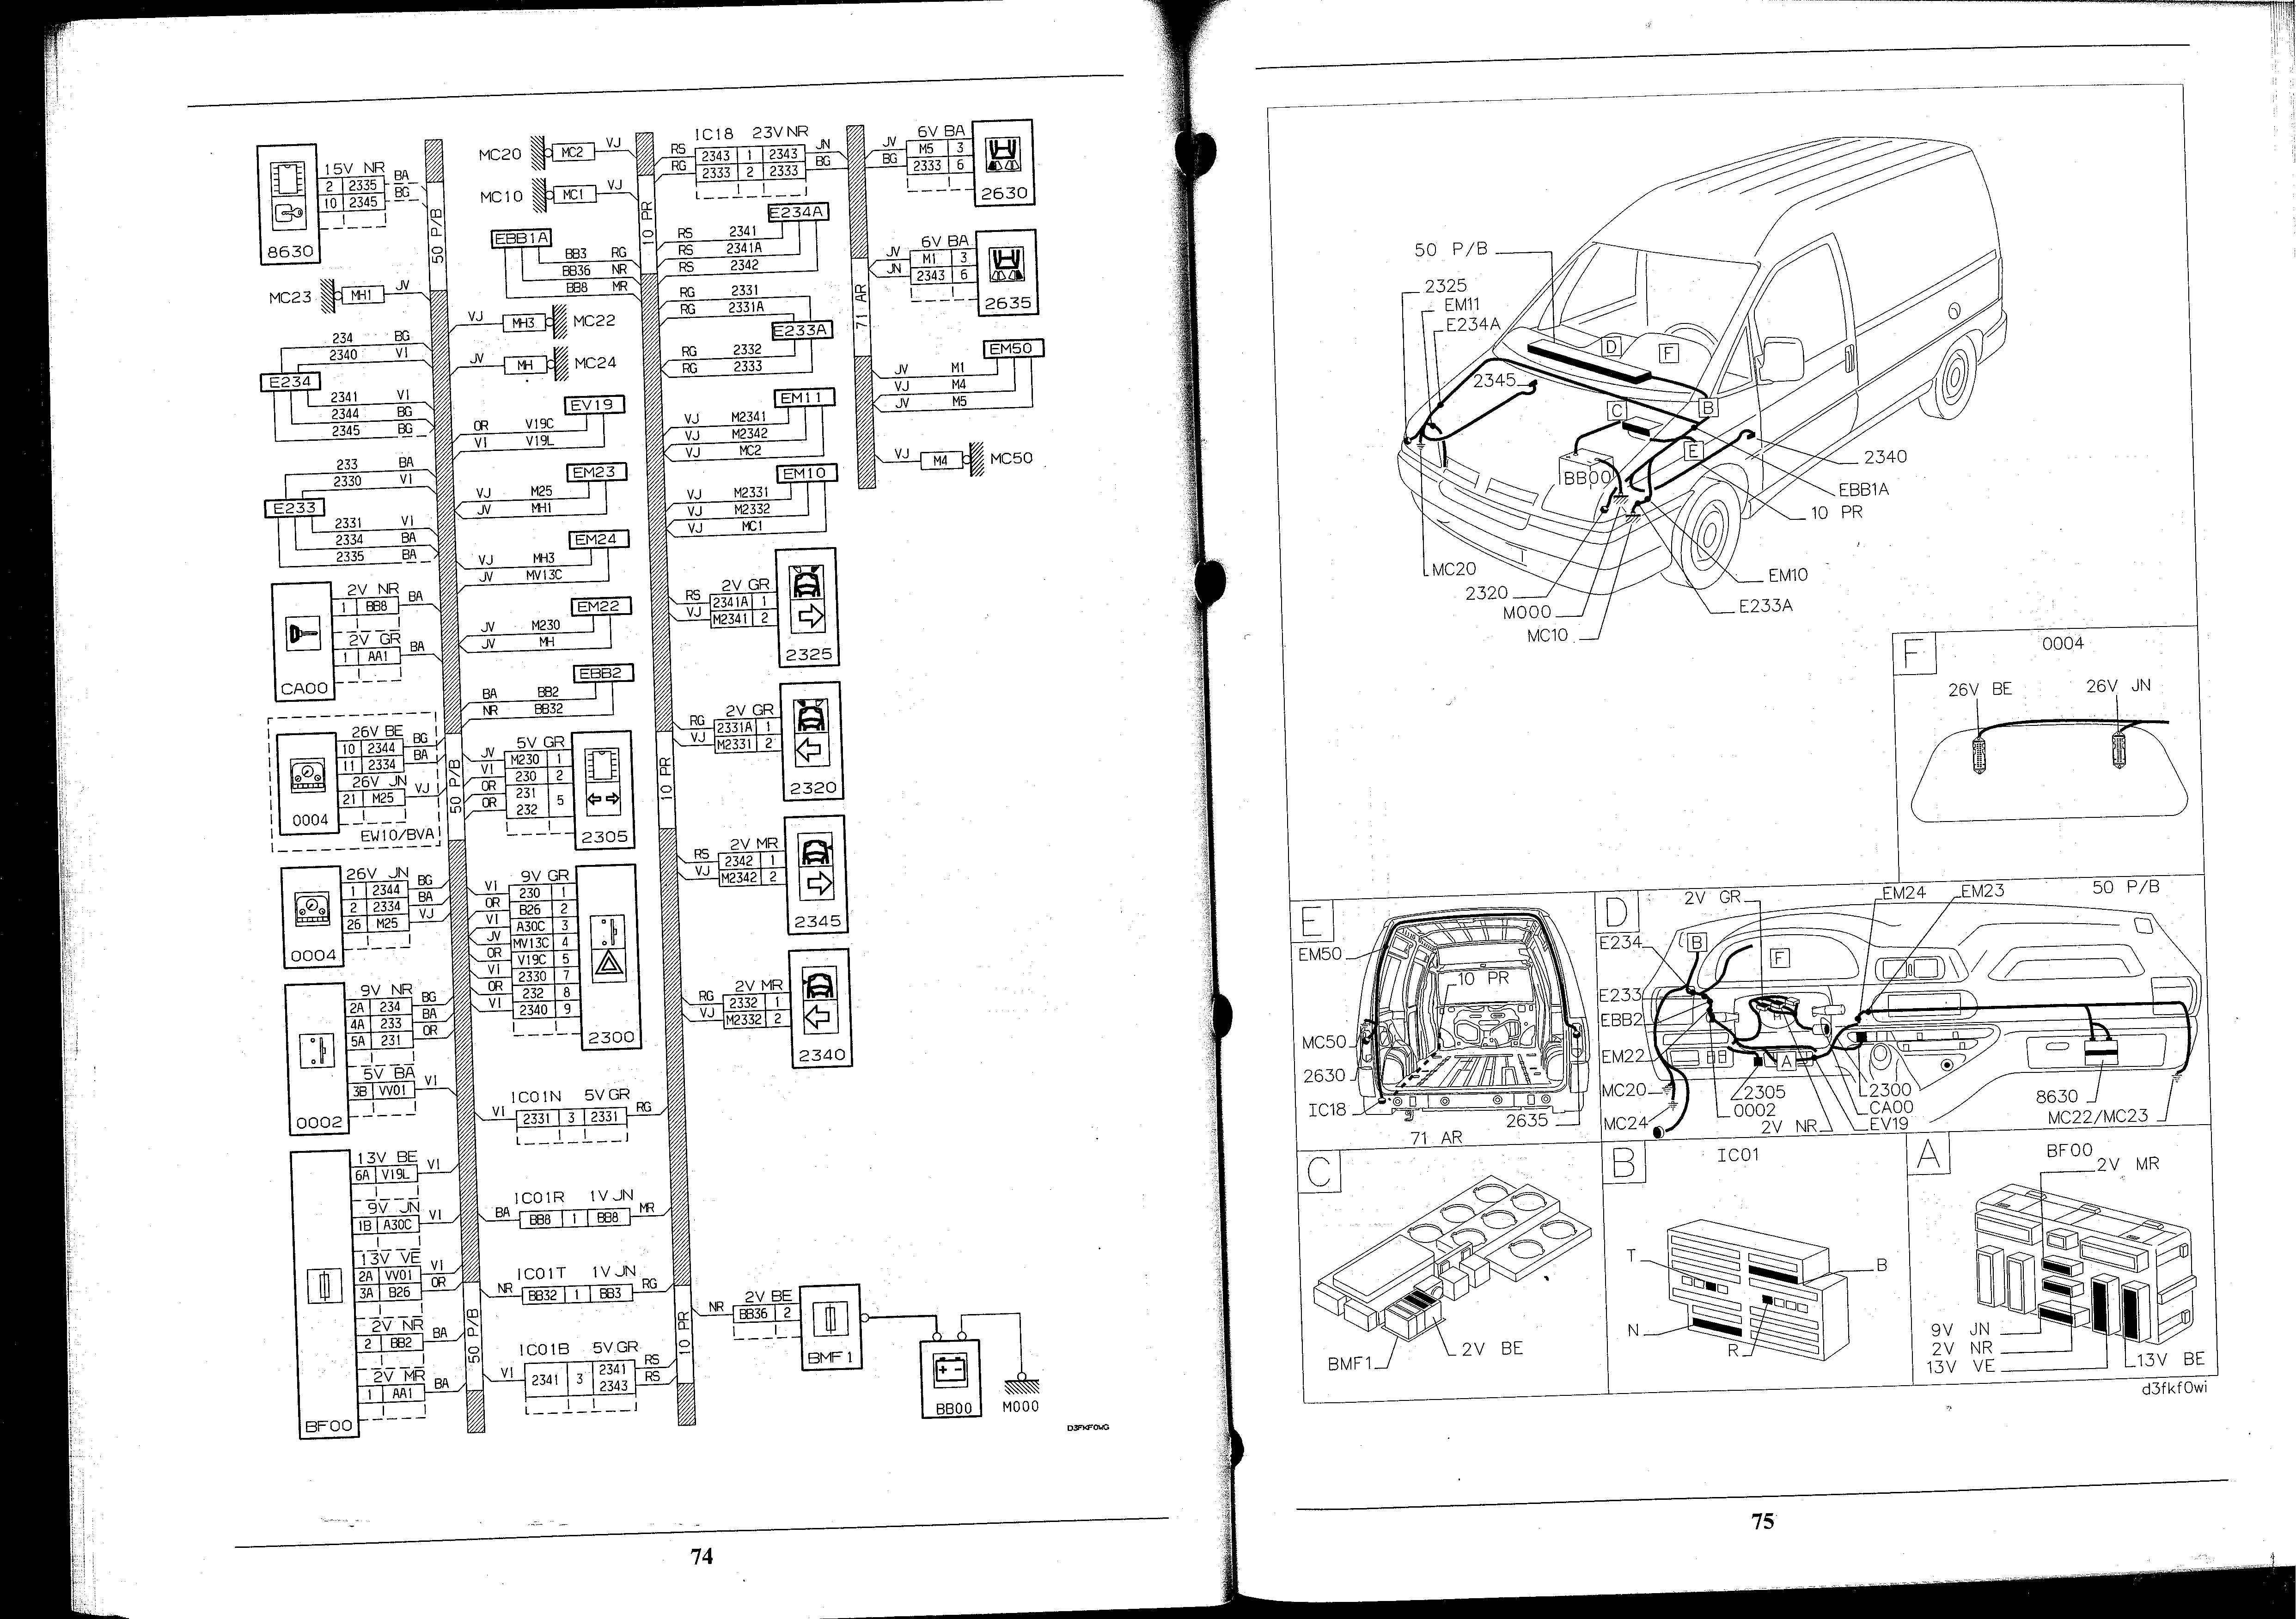 15V NR
2 2335 BA
10 2345 BG
8630
50 P/B
MC23 MH1 JV
234 BG
2340 VI
E234
2341 VI
2344 BG
2345 BG
233 BA
2330 VI
E233
2331 VI
2334 BA
2335 BA
2V NR
1 BB8 BA
2V GR
1 AA1 BA
CA00
26V BE
10 2344 BG
11 2334 BA
26V JN
21 M25 VJ
0004
EW10/BVA
26V JN
1 2344 BG
2 2334 BA
26 M25 VJ
0004
9V NR
2A 234 BG
4A 233 BA
5A 231 OR
5V BA
3B VV01 VI
0002
13V BE
6A V19L VI
9V JN
1B A30C VI
13V VE
2A VV01 VI
3A B26 OR
2V NR
2 BB2 BA
2V MR
1 AA1 BA
BF00
50 P/B
50 P/B
MC20 MC2 VJ
MC10 MC1 VJ
EBB1A
BB3 RG
BB36 NR
BB8 MR
VJ MH3 MC22
JV MH MC24
EV19
OR V19C
VI V19L
EM23
VJ M25
JV MH1
EM24
VJ MH3
JV MV13C
EM22
JV M230
JV MH
EBB2
BA BB2
NR BB32
5V GR
JV M230 1
VI 230 2
OR 231 5
OR 232
2305
9V GR
VI 230 1
OR B26 2
VI A30C 3
JV MV13C 4
OR V19C 5
VI 2330 7
OR 232 8
VI 2340 9
2300
IC01N 5V GR
VI 2331 3 2331 RG
IC01R 1V JN
BA BB8 1 BB8 MR
IC01T 1V JN
NR BB32 1 BB3 RG
IC01B 5V GR
VI 2341 3 2341 RS
2343 RS
10 PR
10 PR
10 PR
IC18 23V NR
RS 2343 1 2343 JN
RG 2333 2 2333 BG
E234A
RS 2341
RS 2341A
RS 2342
RG 2331
RG 2331A
E233A
RG 2332
RG 2333
EM11
VJ M2341
VJ M2342
VJ MC2
EM10
VJ M2331
VJ M2332
VJ MC1
2V GR
RS 2341A 1
VJ M2341 2
2325
2V GR
RG 2331A 1
VJ M2331 2
2320
2V MR
RS 2342 1
VJ M2342 2
2345
2V MR
RG 2332 1
VJ M2332 2
2340
2V BE
NR BB36 2
BMF1
BB00
M000
71 AR
6V BA
JV M5 3
BG 2333 6
2630
6V BA
JV M1 3
JN 2343 6
2635
EM50
JV M1
VJ M4
JV M5
VJ M4 MC50
D3FKF0WG
74
50 P/B
2325
EM11
E234A
D
F
2345
C
B
E
BB00
2340
EBB1A
10 PR
MC20
2320
M000
MC10
EM10
E233A
F
0004
26V BE
26V JN
E
EM50
10 PR
MC50
2630
IC18
2635
71 AR
D
2V GR
EM24
EM23
50 P/B
E234
B
F
E233
EBB2
EM22
A
MC20
2305
2300
0002
CA00
8630
MC24
2V NR
EV19
MC22/MC23
C
BMF1
2V BE
B
IC01
T
B
N
R
A
BF00
2V MR
9V JN
2V NR
13V VE
13V BE
d3fkf0wi
75